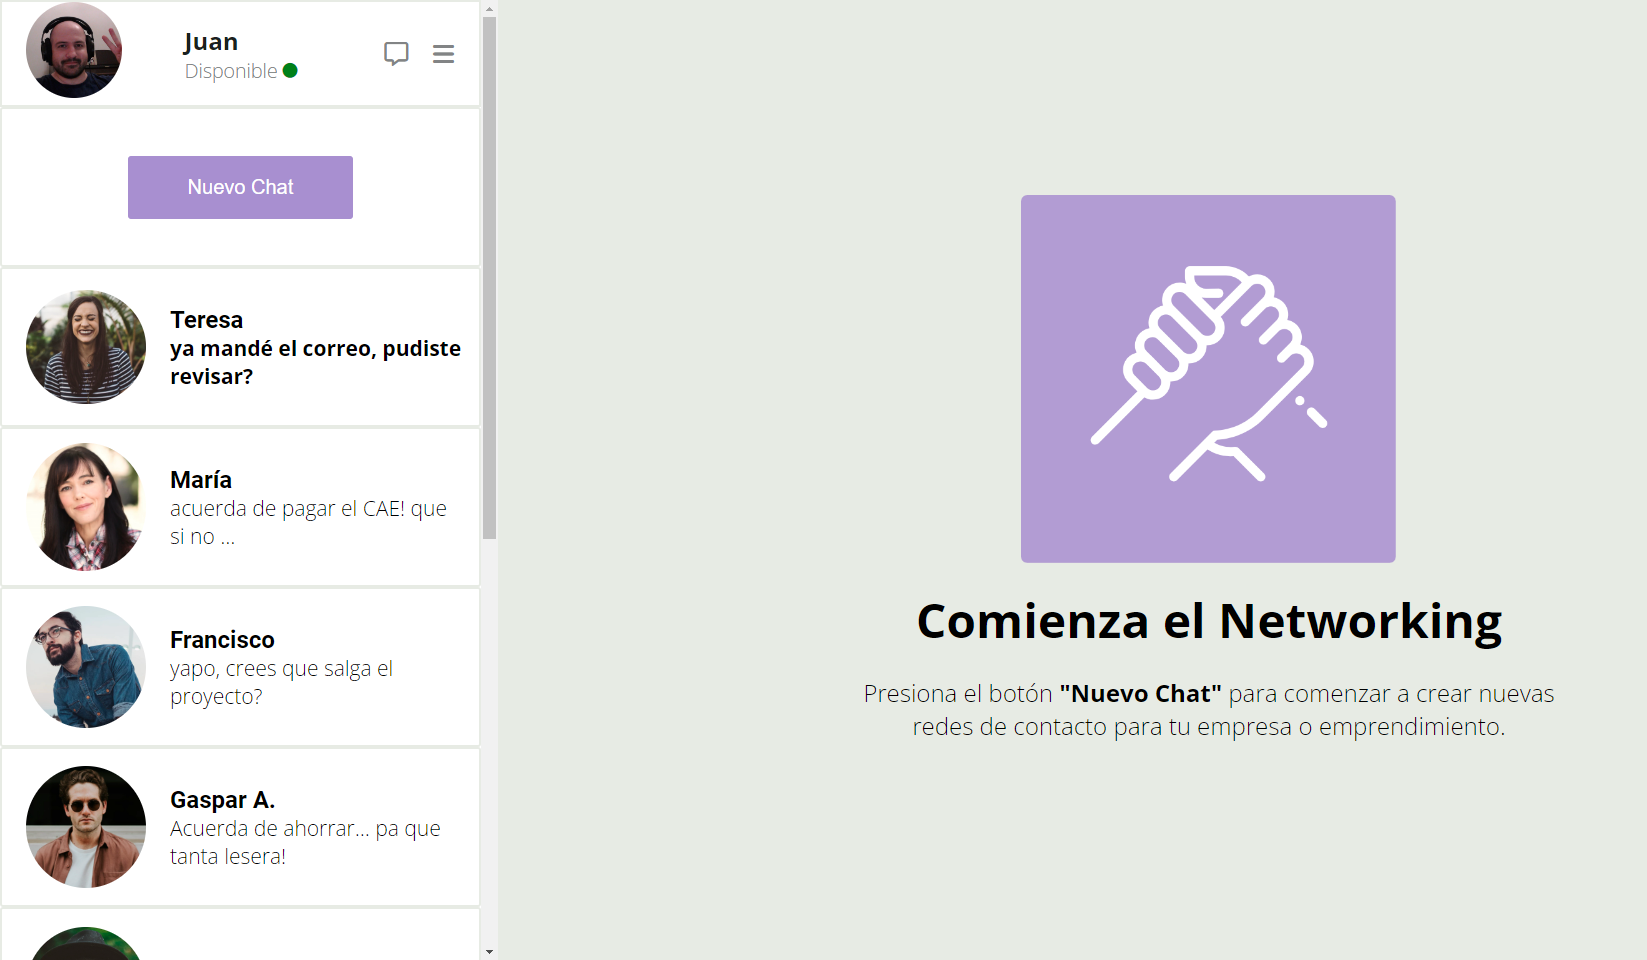 Juan
Disponible
Nuevo Chat
Teresa
ya mandé el correo, pudiste
revisar?
María
acuerda de pagar el CAE! que
si no ...
Francisco
yapo, crees que salga el
proyecto?
Gaspar A.
Acuerda de ahorrar... pa que
tanta lesera!
Comienza el Networking
Presiona el botón "Nuevo Chat" para comenzar a crear nuevas
redes de contacto para tu empresa o emprendimiento.